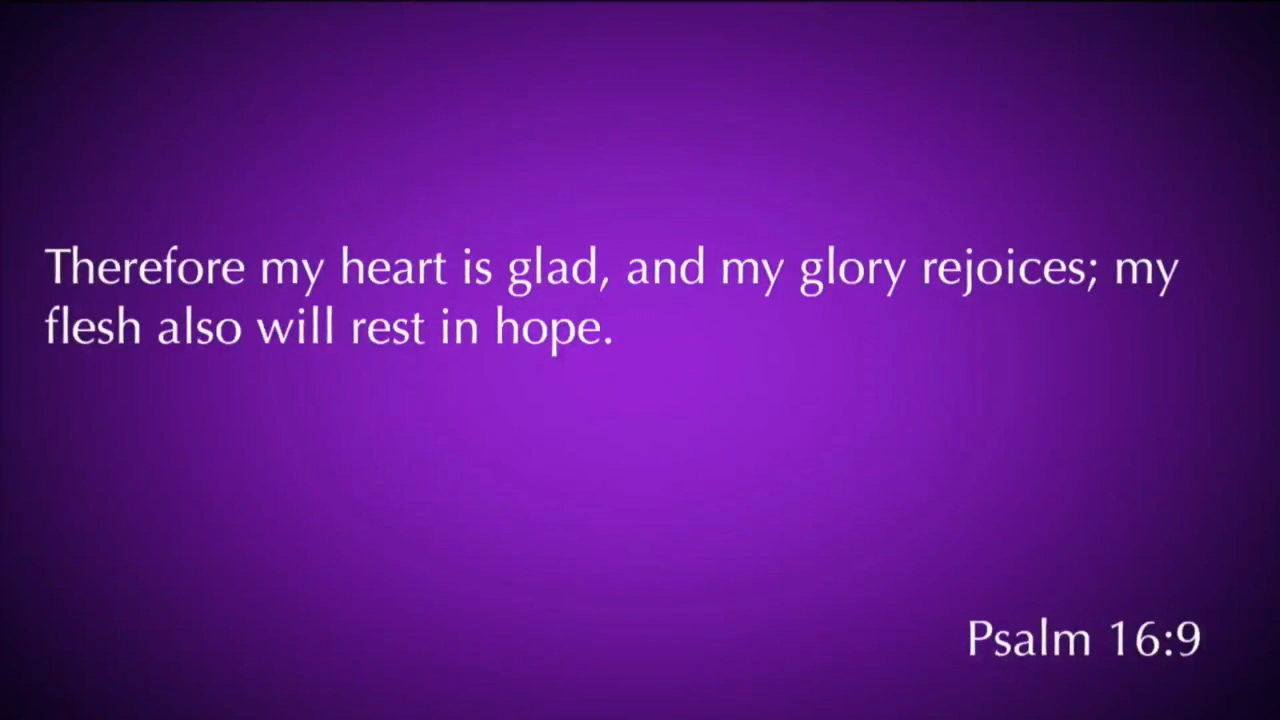 Therefore my heart is glad, and my glory rejoices; my
flesh also will rest in hope.
Psalm 16:9